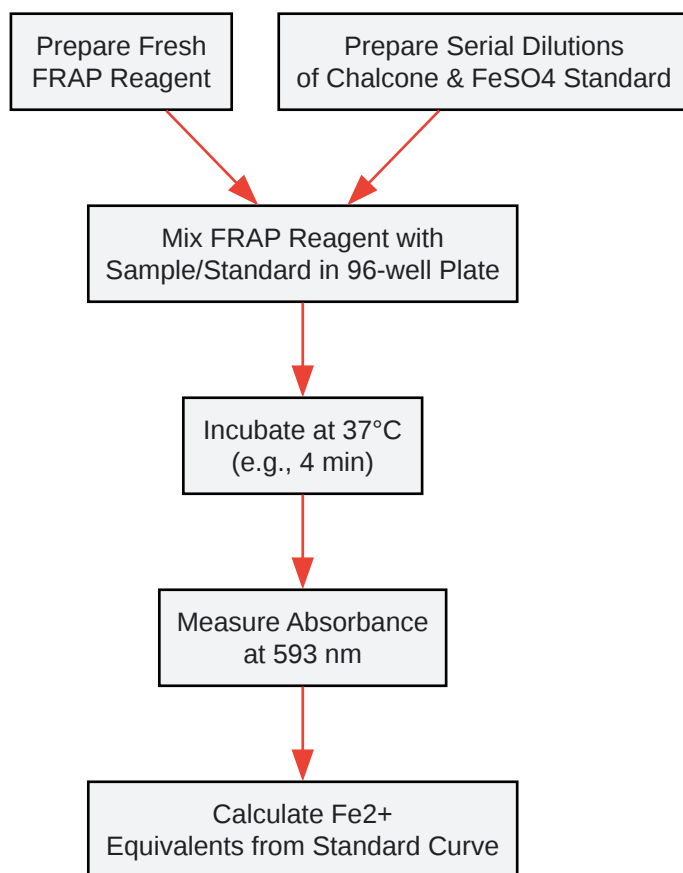 Prepare Fresh
FRAP Reagent
Prepare Serial Dilutions
of Chalcone & FeSO4 Standard
Mix FRAP Reagent with
Sample/Standard in 96-well Plate
Incubate at 37°C
(e.g., 4 min)
Measure Absorbance
at 593 nm
Calculate Fe2+
Equivalents from Standard Curve